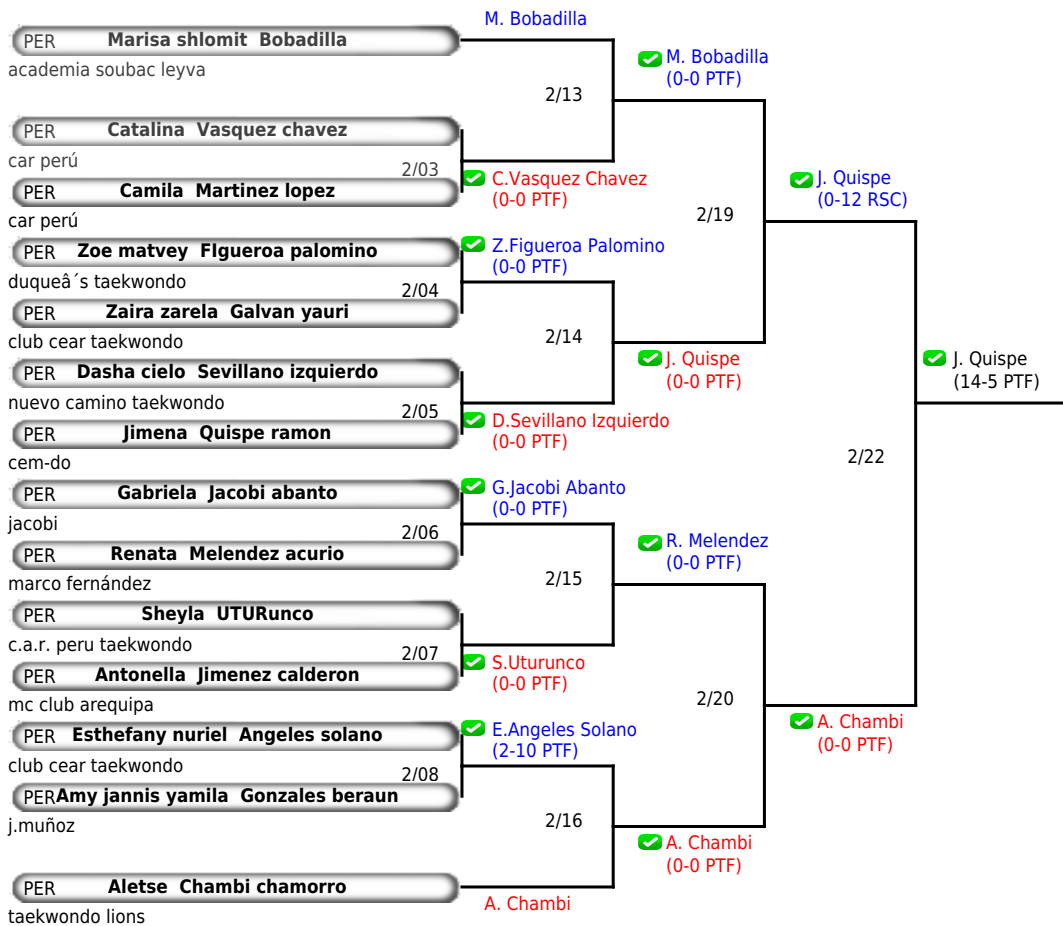 M. Bobadilla
PER Marisa shlomit Bobadilla
academia soubac leyva
M. Bobadilla
(0-0 PTF)
2/13
PER Catalina Vasquez chavez
car perú
2/03
PER Camila Martinez lopez
car perú
C.Vasquez Chavez
(0-0 PTF)
J. Quispe
(0-12 RSC)
2/19
PER Zoe matvey FIgueroa palomino
duqueâ´s taekwondo
Z.Figueroa Palomino
(0-0 PTF)
2/04
PER Zaira zarela Galvan yauri
club cear taekwondo
2/14
J. Quispe
(0-0 PTF)
J. Quispe
(14-5 PTF)
PER Dasha cielo Sevillano izquierdo
nuevo camino taekwondo
2/05
PER Jimena Quispe ramon
cem-do
D.Sevillano Izquierdo
(0-0 PTF)
2/22
PER Gabriela Jacobi abanto
jacobi
G.Jacobi Abanto
(0-0 PTF)
2/06
PER Renata Melendez acurio
marco fernández
R. Melendez
(0-0 PTF)
2/15
PER Sheyla UTURunco
c.a.r. peru taekwondo
2/07
PER Antonella Jimenez calderon
mc club arequipa
S.Uturunco
(0-0 PTF)
2/20
A. Chambi
(0-0 PTF)
PER Esthefany nuriel Angeles solano
club cear taekwondo
E.Angeles Solano
(2-10 PTF)
2/08
PER Amy jannis yamila Gonzales beraun
j.muñoz
2/16
A. Chambi
(0-0 PTF)
PER Aletse Chambi chamorro
taekwondo lions
A. Chambi